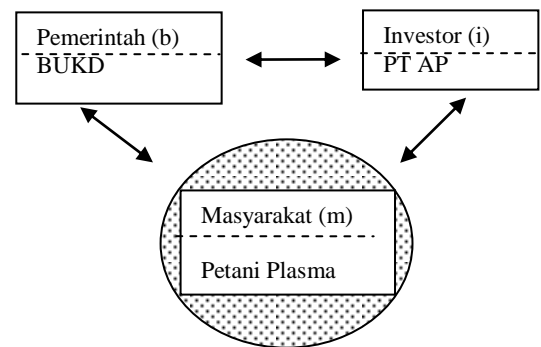 Pemerintah (b)
BUKD
Investor (i)
PT AP
Masyarakat (m)
Petani Plasma